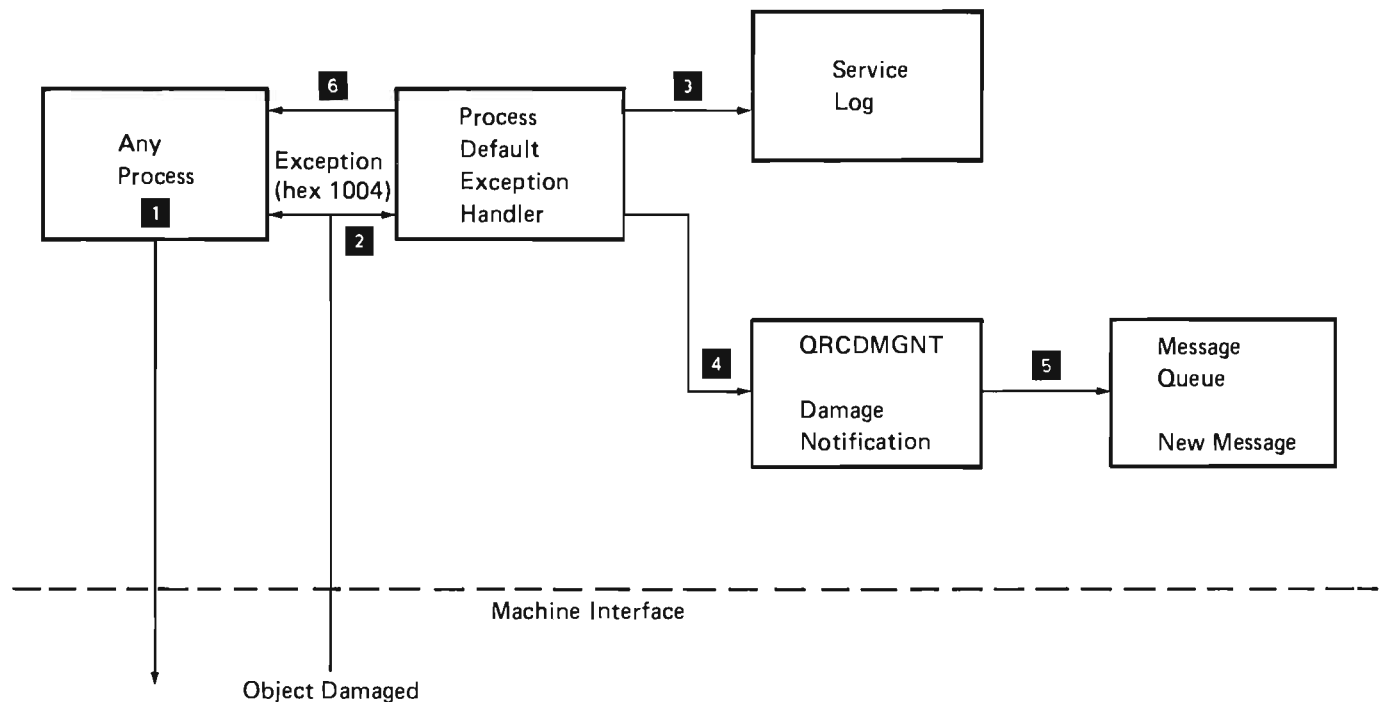 Service
Log
6
3
Any
Process
1
Exception
(hex 1004)
2
Process
Default
Exception
Handler
4
QRCDMGNT
Damage
Notification
5
Message
Queue
New Message
Machine Interface
Object Damaged